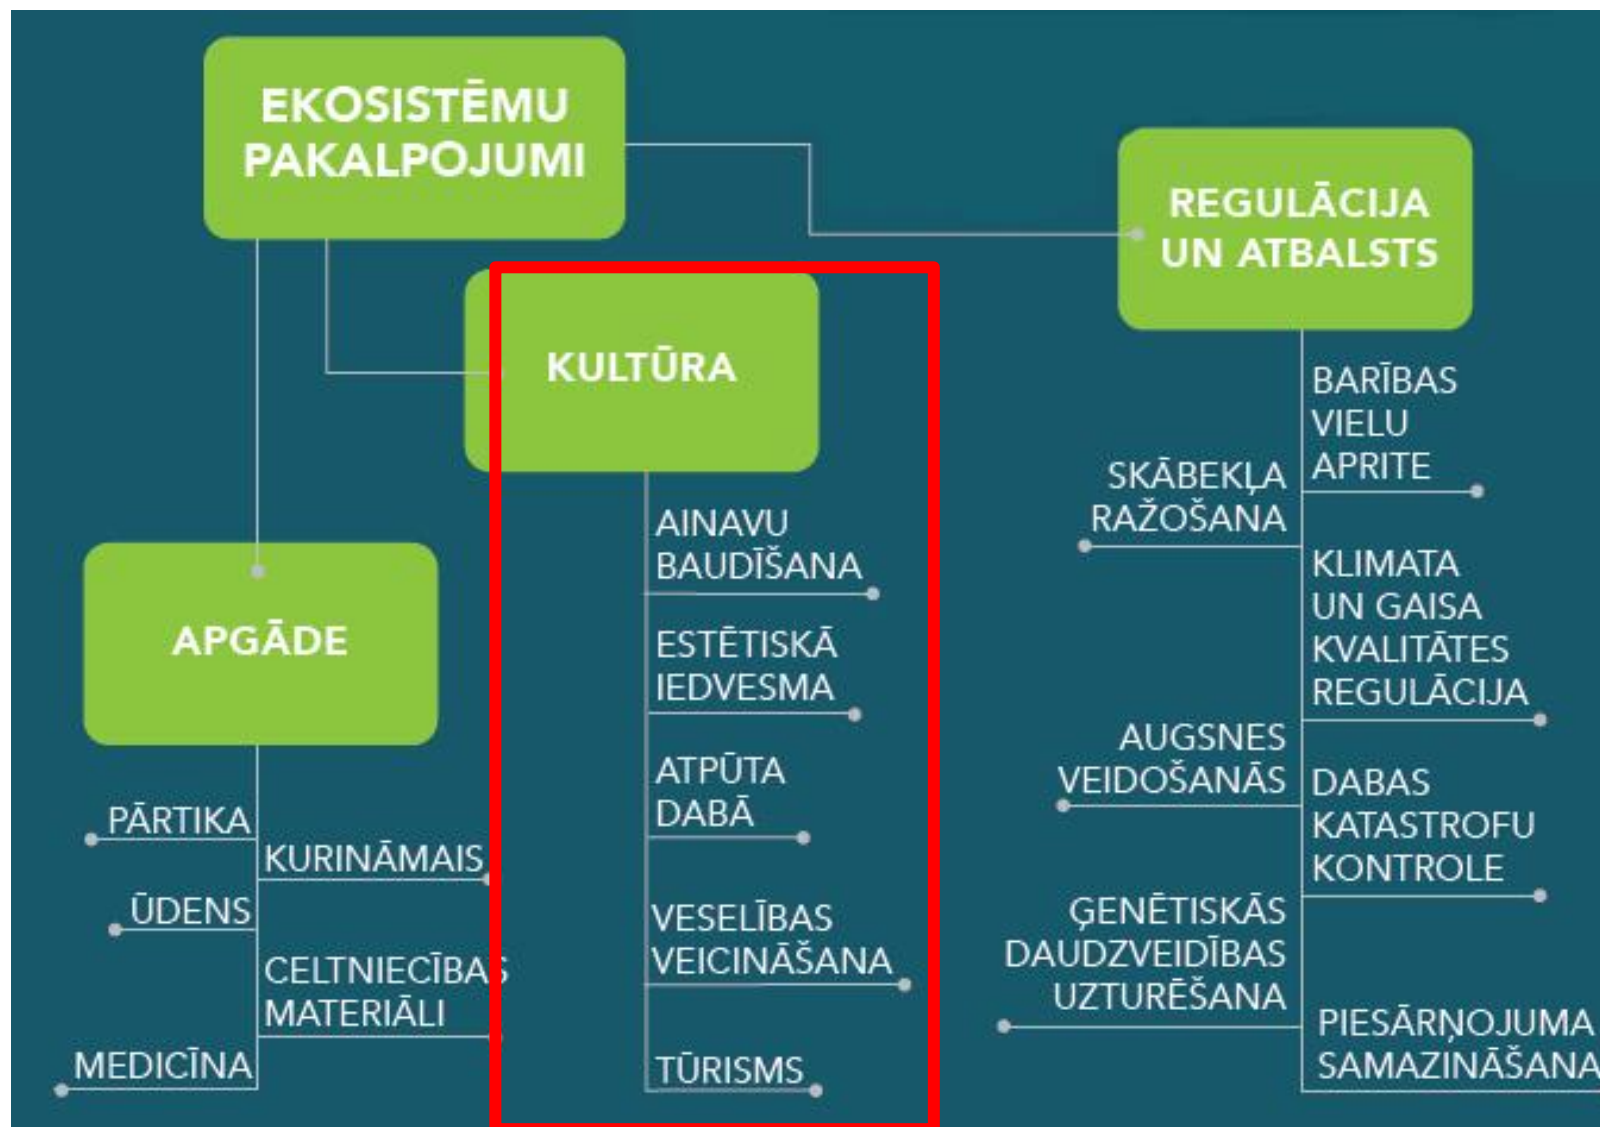 EKOSISTĒMU
PAKALPOJUMI
APGĀDE
PĀRTIKA
KURINĀMAIS
ŪDENS
CELTNIECĪBAS
MATERIĀLI
MEDICĪNA
KULTŪRA
AINAVU
BAUDĪŠANA
ESTĒTISKĀ
IEDVESMA
ATPŪTA
DABĀ
VESELĪBAS
VEICINĀŠANA
TŪRISMS
REGULĀCIJA
UN ATBALSTS
BARĪBAS
VIELU
APRITE
SKĀBEKĻA
RAŽOŠANA
KLIMATA
UN GAISA
KVALITĀTES
REGULĀCIJA
AUGSNES
VEIDOŠANĀS
DABAS
KATASTROFU
KONTROLE
ĢENĒTISKĀS
DAUDZVEIDĪBAS
UZTURĒŠANA
PIESĀRŅOJUMA
SAMAZINĀŠANA